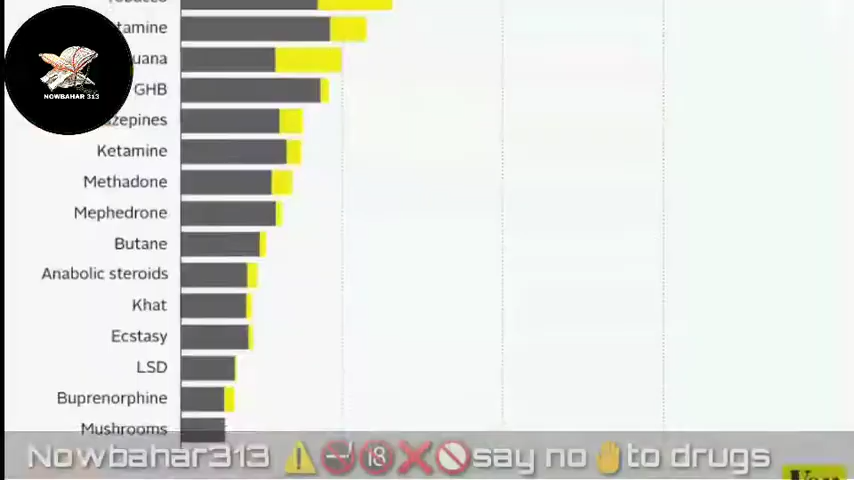 GHB
Ketamine
Methadone
Mephedrone
Butane
Anabolic steroids
Khat
Ecstasy
LSD
Buprenorphine
Mushrooms
NOWBAHAR 313
Nowbahar313 ⚠️🚭🔞❌🚫say no🤚to drugs